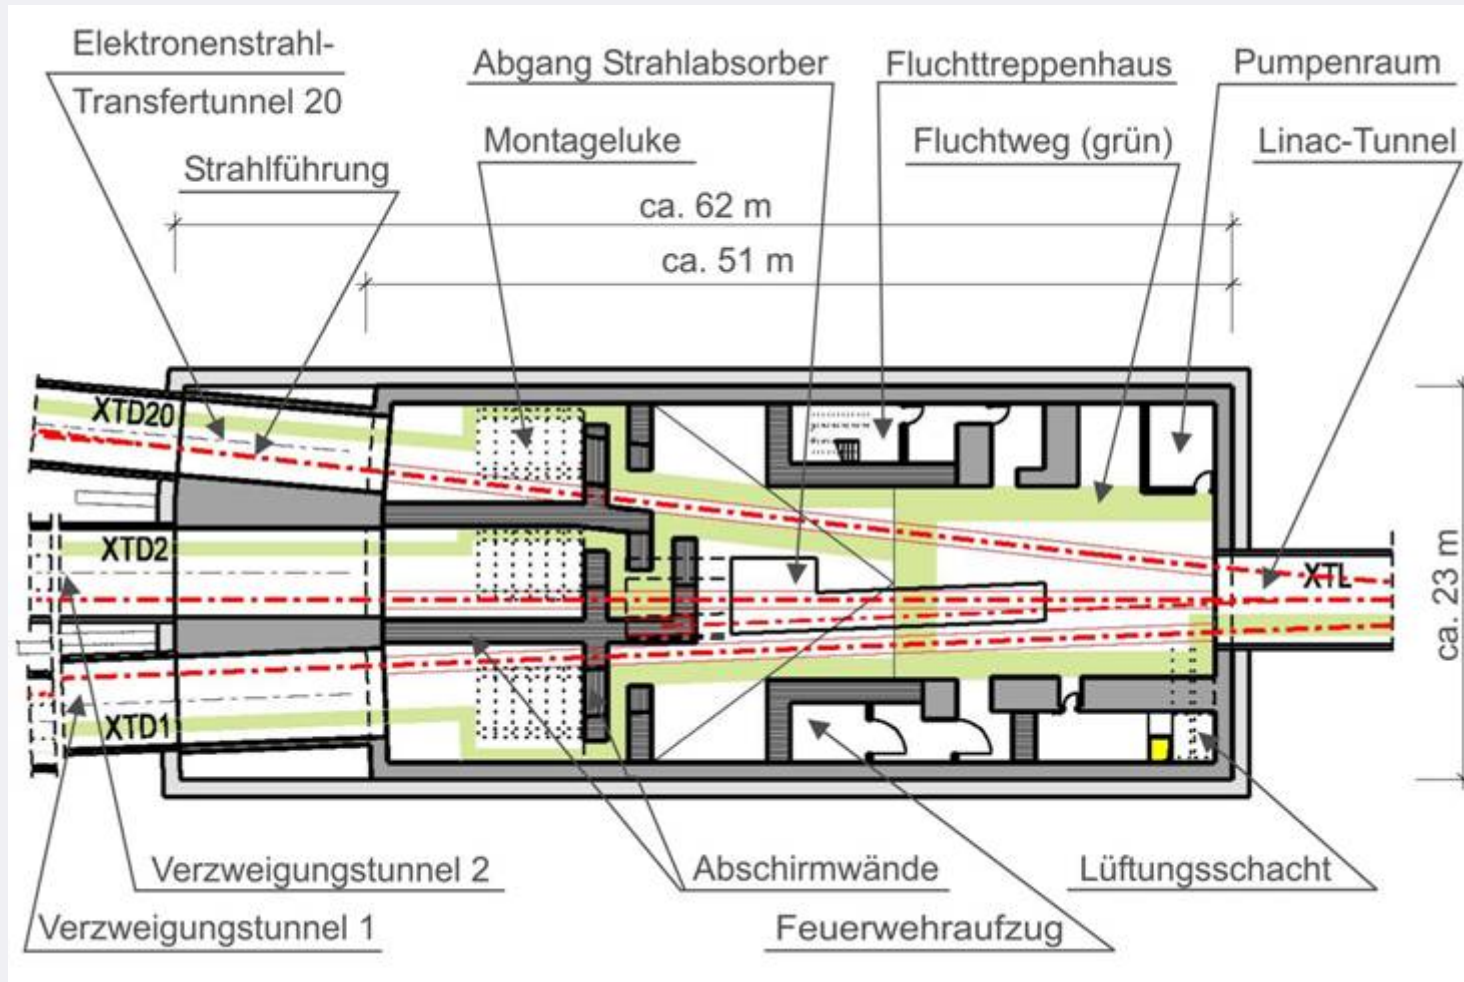 Elektronenstrahl-
Transfertunnel 20
Abgang Strahlabsorber
Fluchttreppenhaus
Pumpenraum
Montageluke
Fluchtweg (grün)
Linac-Tunnel
Strahlführung
ca. 62 m
ca. 51 m
XTD20
XTD2
XTL
ca. 23 m
XTD1
Verzweigungstunnel 2
Abschirmwände
Lüftungsschacht
Verzweigungstunnel 1
Feuerwehraufzug